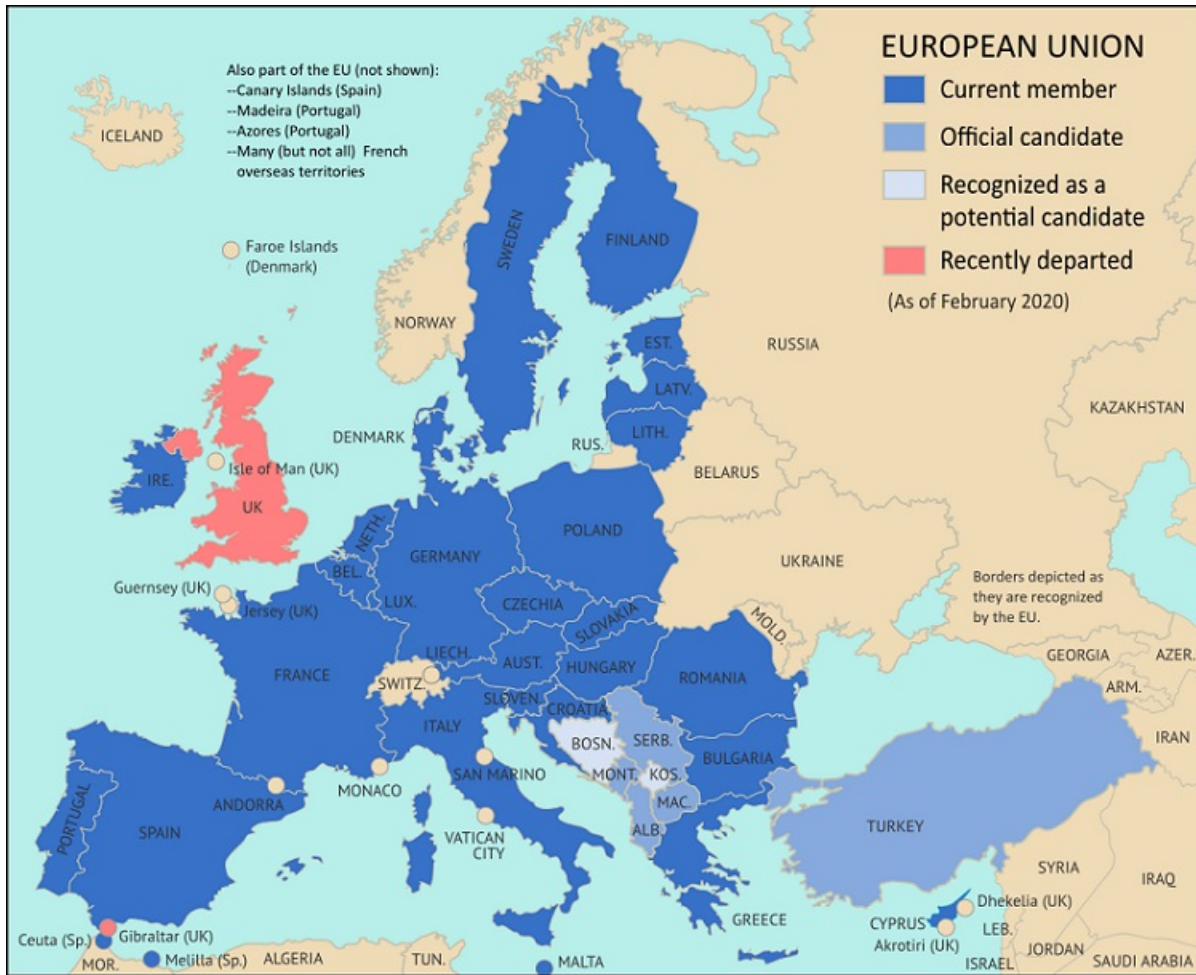 EUROPEAN UNION
Current member
Official candidate
Recognized as a
potential candidate
Recently departed
(As of February 2020)
Also part of the EU (not shown):
--Canary Islands (Spain)
--Madeira (Portugal)
--Azores (Portugal)
--Many (but not all) French
overseas territories
ICELAND
Faroe Islands
(Denmark)
SWEDEN
FINLAND
NORWAY
RUSSIA
EST.
LATV.
LITH.
KAZAKHSTAN
DENMARK
RUS.
BELARUS
IRE.
Isle of Man (UK)
UK
NETH.
BEL.
GERMANY
POLAND
UKRAINE
Guernsey (UK)
Jersey (UK)
LUX.
CZECHIA
SLOVAKIA
MOLD.
Borders depicted as
they are recognized
by the EU.
FRANCE
LIECH.
SWITZ.
AUST.
HUNGARY
ROMANIA
GEORGIA
AZER.
ARM.
SLOVEN.
CROATIA
ITALY
BOSN.
SERB.
BULGARIA
IRAN
SAN MARINO
MONT.
KOS.
MONACO
ANDORRA
MAC.
ALB.
PORTUGAL
SPAIN
VATICAN
CITY
TURKEY
SYRIA
IRAQ
GREECE
CYPRUS
Dhekelia (UK)
Akrotiri (UK)
LEB.
Ceuta (Sp.)
Gibraltar (UK)
MOR.
Melilla (Sp.)
ALGERIA
TUN.
MALTA
ISRAEL
JORDAN
SAUDI ARABIA